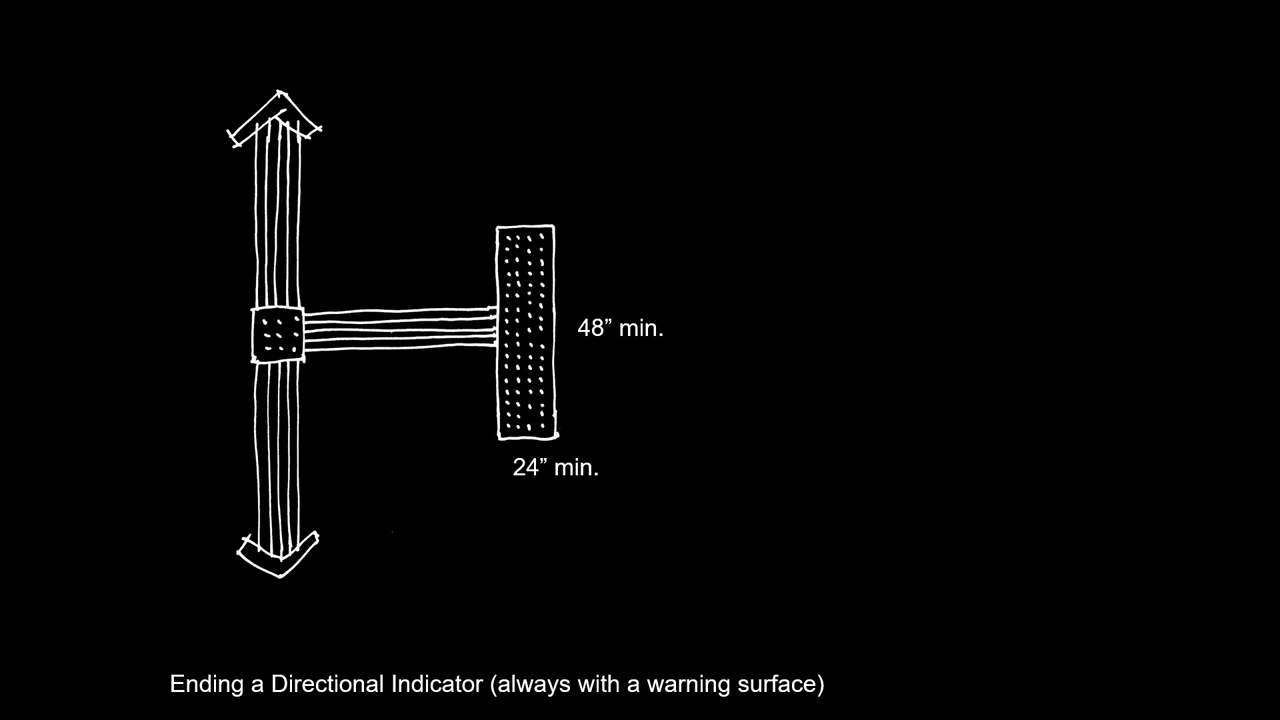 48” min.
24” min.
Ending a Directional Indicator (always with a warning surface)